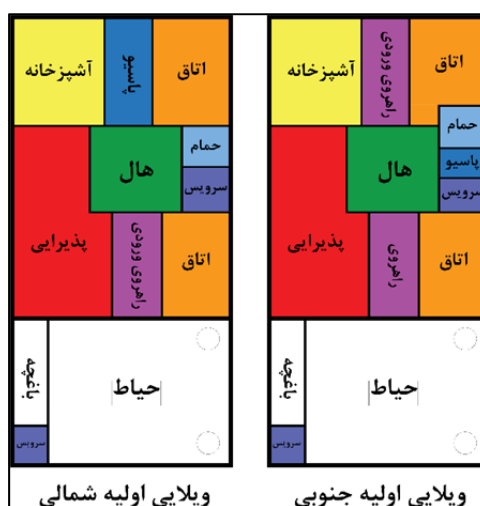 آشپزخانه
پاسیو
اتاق
حمام
سرویس
هال
پذیرایی
راهروی ورودی
اتاق
باغچه
حیاط
سرویس
ویلایی اولیه شمالی
آشپزخانه
راهروی ورودی
اتاق
حمام
پاسیو
سرویس
هال
پذیرایی
راهروی
اتاق
باغچه
حیاط
سرویس
ویلایی اولیه جنوبی